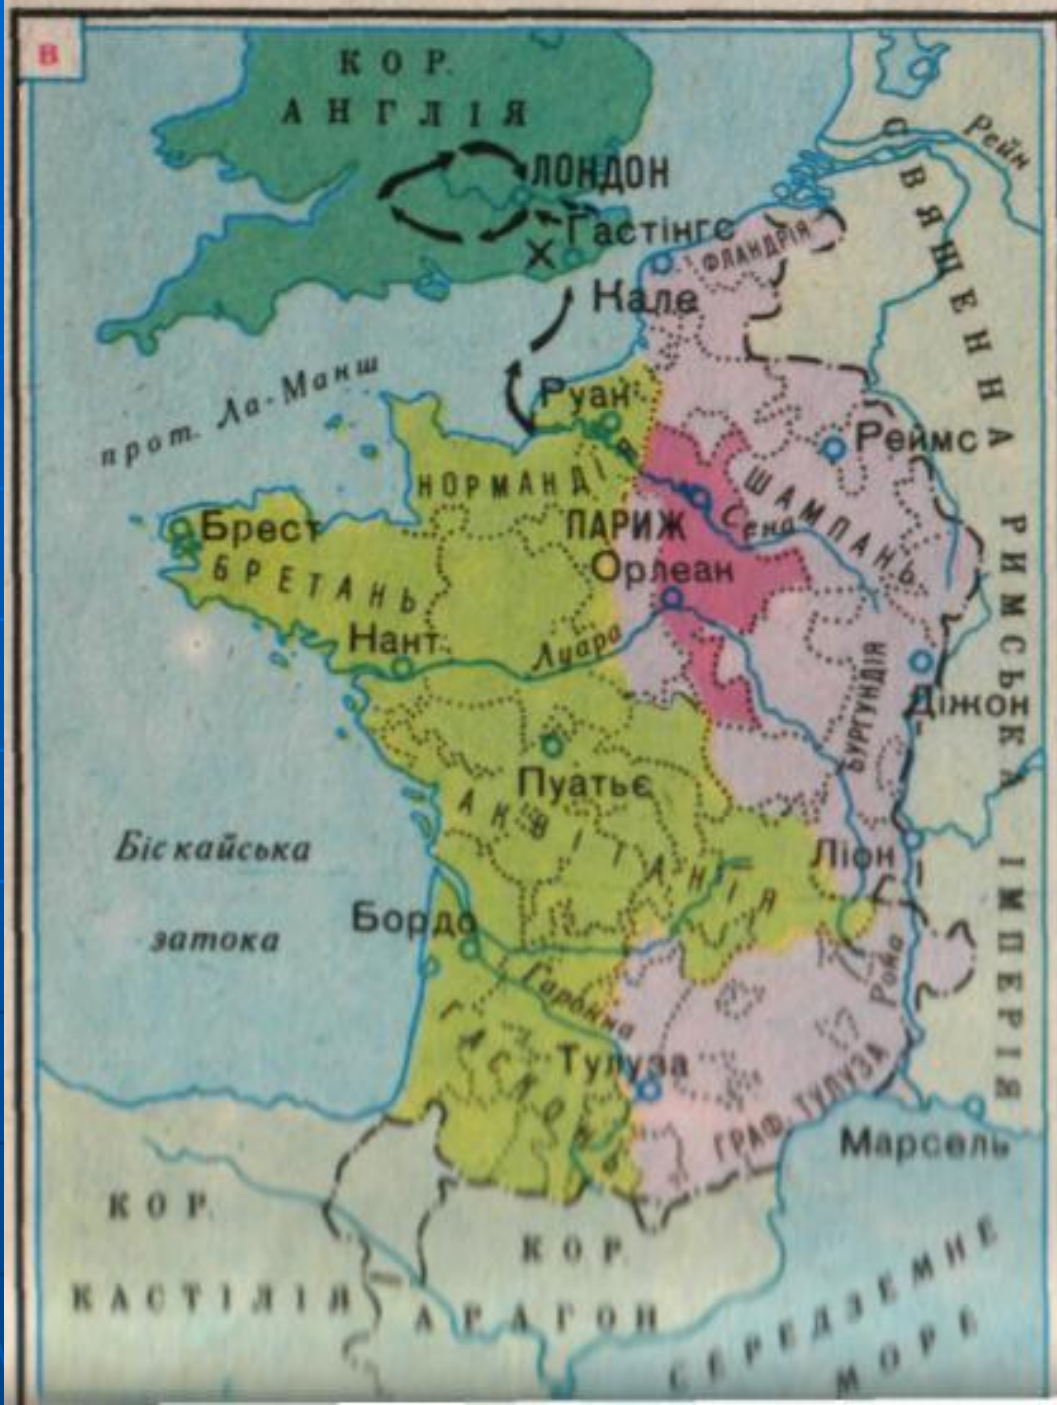 В
КОР.
АНГЛІЯ
ЛОНДОН
Гастінгс
Кале
ФЛАНДРІЯ
Рейн
СВЯЩЕННА РИМСЬКА ІМПЕРІЯ
прот. Ла-Манш
Руан
Реймс
НОРМАНДІЯ
ШАМПАНЬ
ПАРИЖ
Сена
Брест
БРЕТАНЬ
Орлеан
Нант
Луара
БУРГУНДІЯ
Діжон
Пуатьє
АКВІТАНІЯ
Ліон
Біскайська
затока
Бордо
Гаронна
Рона
ГАСКОНЬ
Тулуза
ГРАФ. ТУЛУЗА
Марсель
КОР.
КАСТІЛІЯ
КОР.
АРАГОН
СЕРЕДЗЕМНЕ
МОРЕ